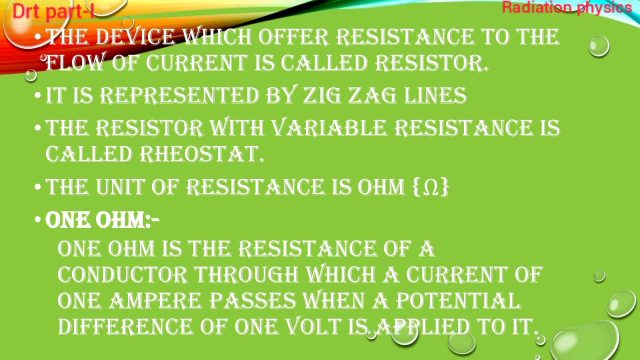 Drt part-I
Radiation physics
• THE DEVICE WHICH OFFER RESISTANCE TO THE
FLOW OF CURRENT IS CALLED RESISTOR.
• IT IS REPRESENTED BY ZIG ZAG LINES
• THE RESISTOR WITH VARIABLE RESISTANCE IS
CALLED RHEOSTAT.
• THE UNIT OF RESISTANCE IS OHM {Ω}
• ONE OHM:-
ONE OHM IS THE RESISTANCE OF A
CONDUCTOR THROUGH WHICH A CURRENT OF
ONE AMPERE PASSES WHEN A POTENTIAL
DIFFERENCE OF ONE VOLT IS APPLIED TO IT.